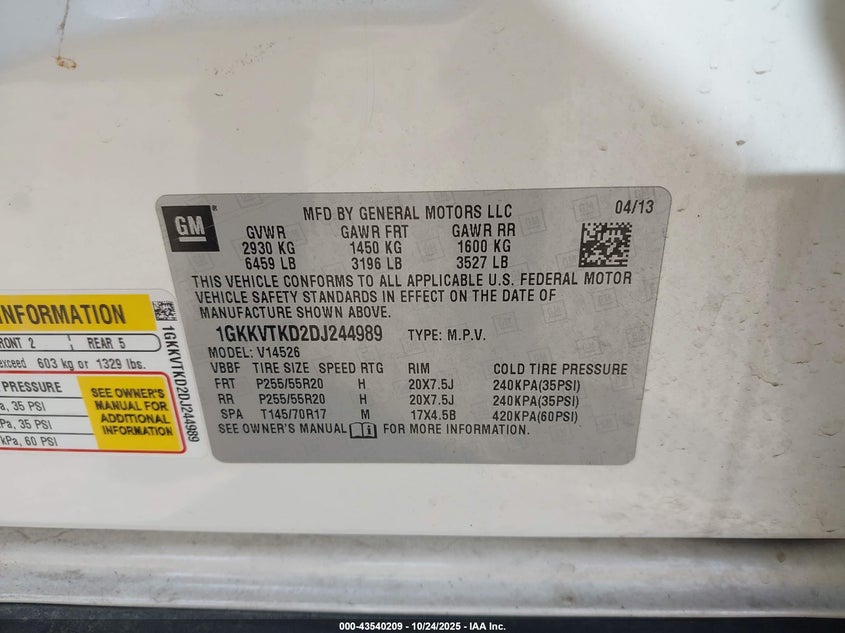 GM
MFD BY GENERAL MOTORS LLC
04/13
GVWR GAWR FRT GAWR RR
2930 KG 1450 KG 1600 KG
6459 LB 3196 LB 3527 LB
THIS VEHICLE CONFORMS TO ALL APPLICABLE U.S. FEDERAL MOTOR
VEHICLE SAFETY STANDARDS IN EFFECT ON THE DATE OF
MANUFACTURE SHOWN ABOVE.
1GKKVTKD2DJ244989 TYPE: M.P.V.
MODEL: V14526
VBBF TIRE SIZE SPEED RTG RIM COLD TIRE PRESSURE
FRT P255/55R20 H 20X7.5J 240KPA(35PSI)
RR P255/55R20 H 20X7.5J 240KPA(35PSI)
SPA T145/70R17 M 17X4.5B 420KPA(60PSI)
SEE OWNER'S MANUAL FOR MORE INFORMATION.
INFORMATION
RONT 2 REAR 5
exceed 603 kg or 1329 lbs.
PRESSURE
a, 35 PSI
Pa, 35 PSI
kPa, 60 PSI
SEE OWNER'S
MANUAL FOR
ADDITIONAL
INFORMATION
1GKKVTKD2DJ244989
000-43540209 - 10/24/2025 - IAA Inc.